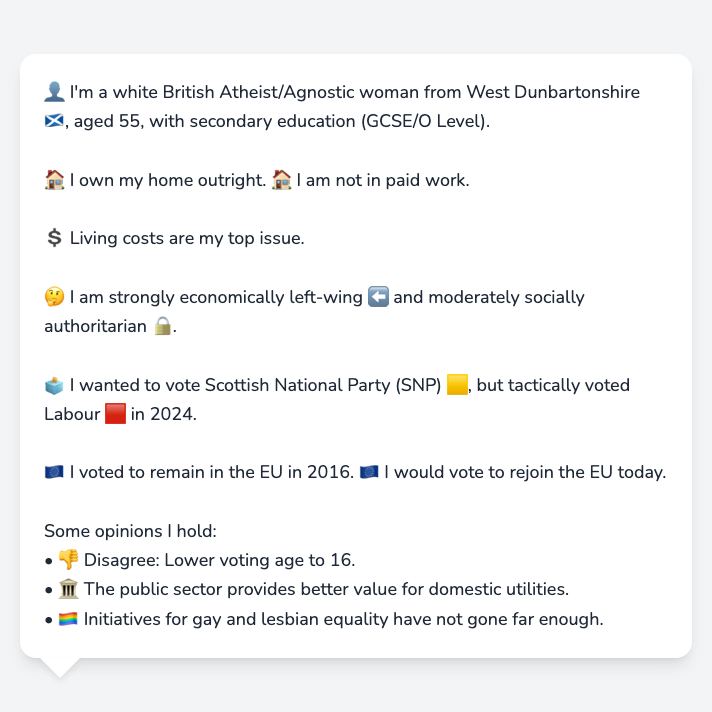 👤 I'm a white British Atheist/Agnostic woman from West Dunbartonshire
🏴󠁧󠁢󠁳󠁣󠁴󠁿, aged 55, with secondary education (GCSE/O Level).
🏠 I own my home outright. 🏠 I am not in paid work.
💲 Living costs are my top issue.
🤔 I am strongly economically left-wing ⬅️ and moderately socially
authoritarian 🔒.
🗳️ I wanted to vote Scottish National Party (SNP) 🟨, but tactically voted
Labour 🟥 in 2024.
🇪🇺 I voted to remain in the EU in 2016. 🇪🇺 I would vote to rejoin the EU today.
Some opinions I hold:
• 👎 Disagree: Lower voting age to 16.
• 🏛️ The public sector provides better value for domestic utilities.
• 🏳️‍🌈 Initiatives for gay and lesbian equality have not gone far enough.